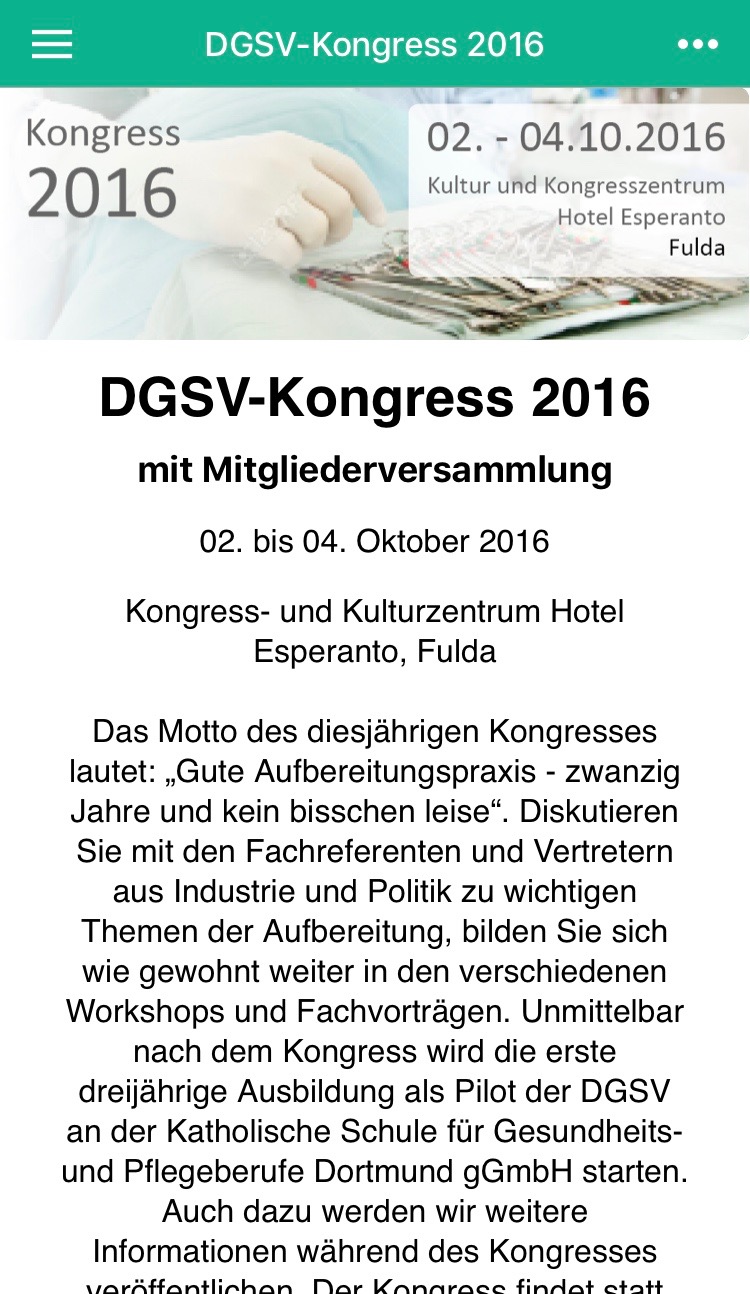 DGSV-Kongress 2016
Kongress
2016
02. - 04.10.2016
Kultur und Kongresszentrum
Hotel Esperanto
Fulda
DGSV-Kongress 2016
mit Mitgliederversammlung
02. bis 04. Oktober 2016
Kongress- und Kulturzentrum Hotel
Esperanto, Fulda
Das Motto des diesjährigen Kongresses
lautet: „Gute Aufbereitungspraxis - zwanzig
Jahre und kein bisschen leise“. Diskutieren
Sie mit den Fachreferenten und Vertretern
aus Industrie und Politik zu wichtigen
Themen der Aufbereitung, bilden Sie sich
wie gewohnt weiter in den verschiedenen
Workshops und Fachvorträgen. Unmittelbar
nach dem Kongress wird die erste
dreijährige Ausbildung als Pilot der DGSV
an der Katholische Schule für Gesundheits-
und Pflegeberufe Dortmund gGmbH starten.
Auch dazu werden wir weitere
Informationen während des Kongresses
veröffentlichen. Der Kongress findet statt